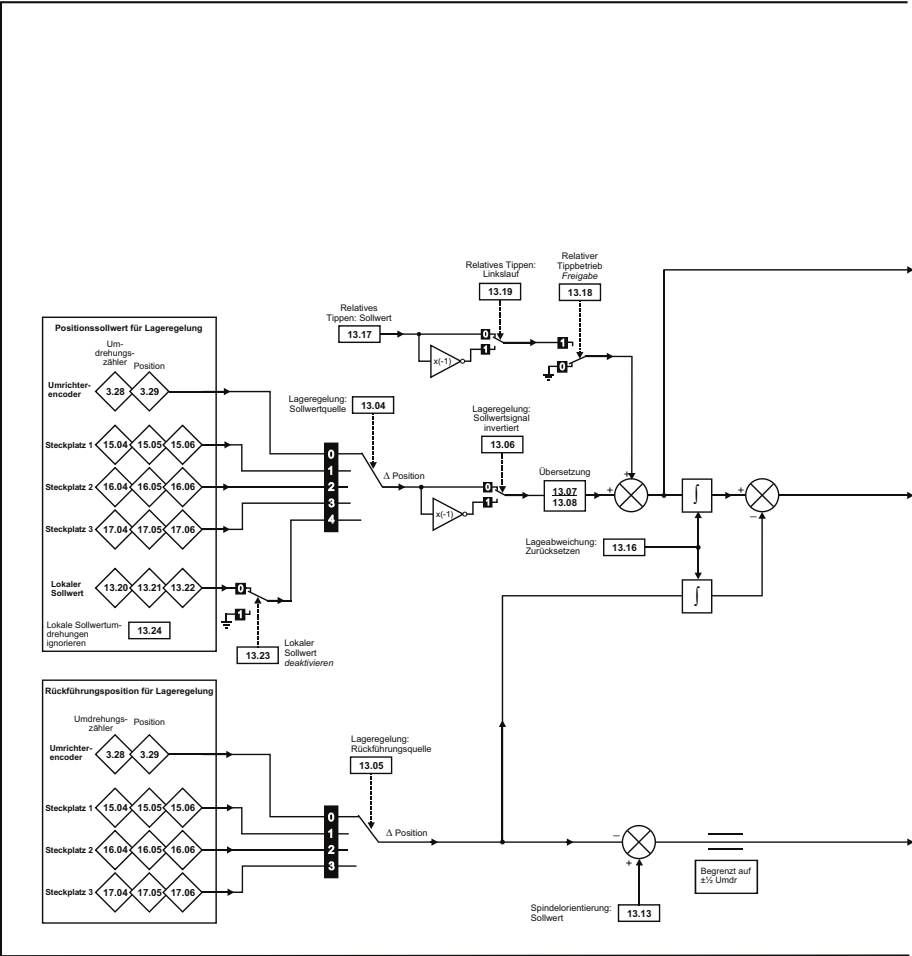 Relatives Tippen:
Linkslauf
13.19
Relativer
Tippbetrieb
Freigabe
13.18
Relatives
Tippen: Sollwert
13.17
0
1
x(-1)
1
0
Positionssollwert für Lageregelung
Um-
drehungs-
zähler
Position
Umrichter-
encoder
3.28
3.29
Steckplatz 1
15.04
15.05
15.06
Steckplatz 2
16.04
16.05
16.06
Steckplatz 3
17.04
17.05
17.06
Lokaler
Sollwert
13.20
13.21
13.22
Lokale Sollwertum-
drehungen
ignorieren
13.24
0
1
13.23
Lokaler
Sollwert
deaktivieren
Lageregelung:
Sollwertquelle
13.04
0
1
2
3
4
Δ Position
x(-1)
Lageregelung:
Sollwertsignal
invertiert
13.06
0
1
Übersetzung
13.07
13.08
+
+
∫
+
–
Lageabweichung:
Zurücksetzen
13.16
∫
Rückführungsposition für Lageregelung
Umdrehungs-
zähler
Position
Umrichter-
encoder
3.28
3.29
Steckplatz 1
15.04
15.05
15.06
Steckplatz 2
16.04
16.05
16.06
Steckplatz 3
17.04
17.05
17.06
Lageregelung:
Rückführungsquelle
13.05
0
1
2
3
Δ Position
–
+
Begrenzt auf
±½ Umdr
Spindelorientierung:
Sollwert
13.13